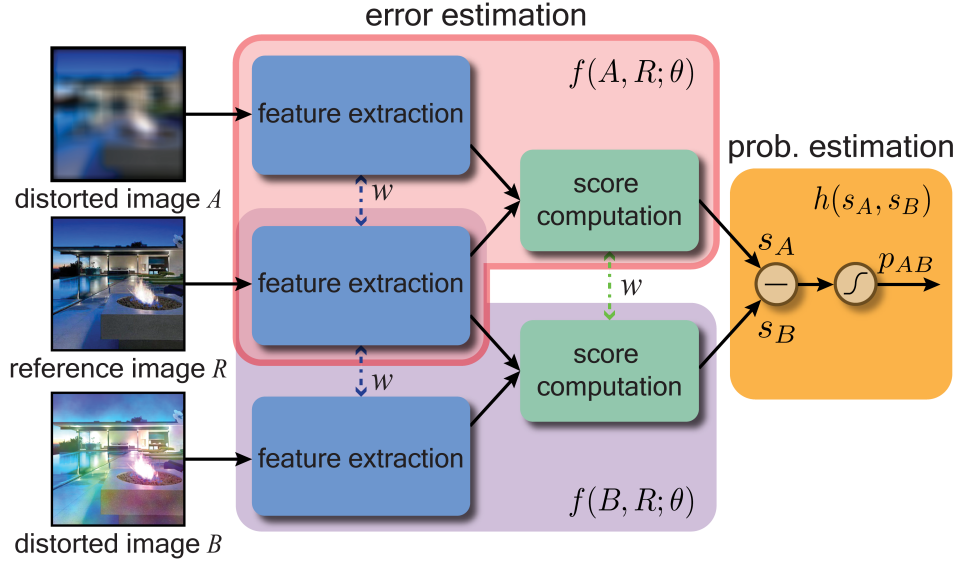 error estimation
f(A, R; θ)
feature extraction
distorted image A
w
score
computation
prob. estimation
h(s_A, s_B)
feature extraction
reference image R
w
s_A
−
∫
p_AB
s_B
w
score
computation
feature extraction
distorted image B
f(B, R; θ)